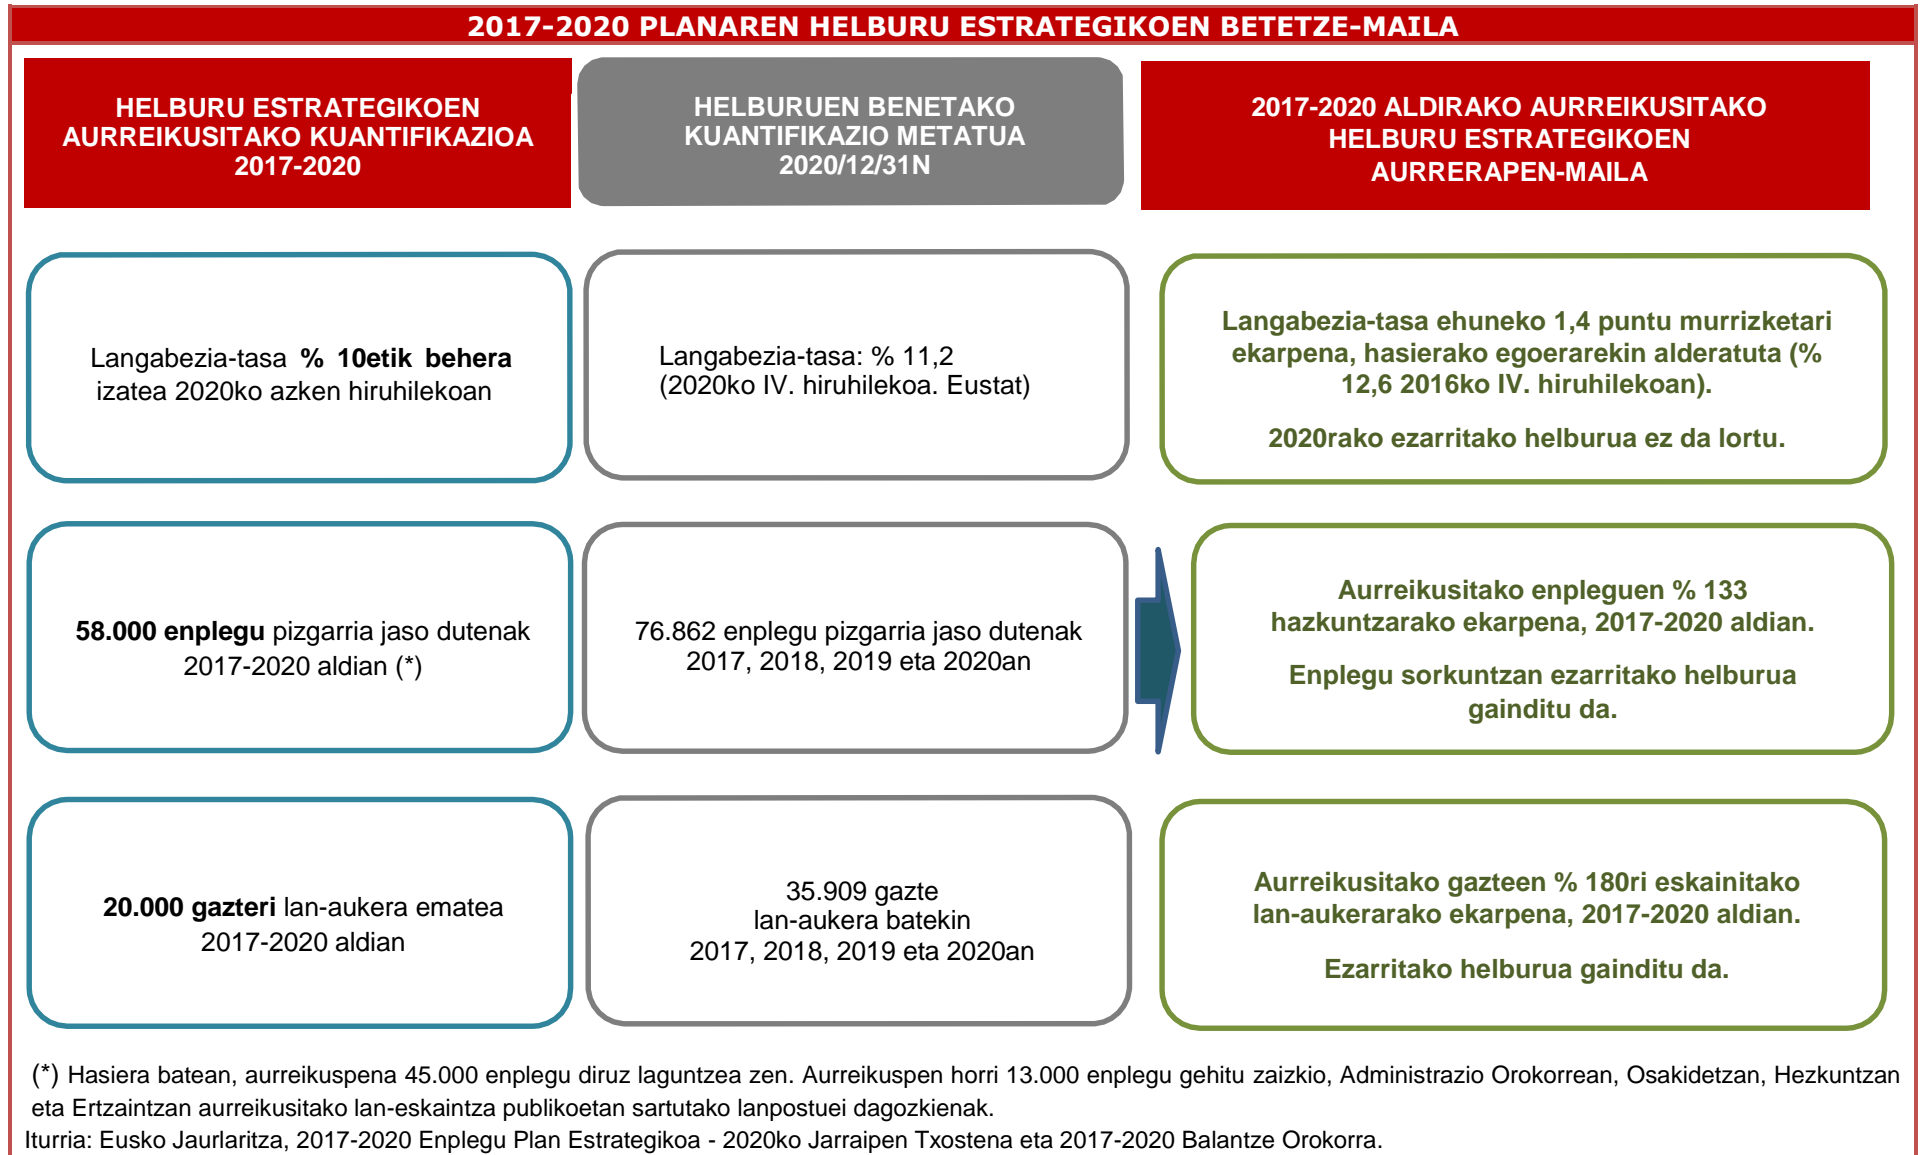 2017-2020 PLANAREN HELBURU ESTRATEGIKOEN BETETZE-MAILA
HELBURU ESTRATEGIKOEN
AURREIKUSITAKO KUANTIFIKAZIOA
2017-2020
HELBURUEN BENETAKO
KUANTIFIKAZIO METATUA
2020/12/31N
2017-2020 ALDIRAKO AURREIKUSITAKO
HELBURU ESTRATEGIKOEN
AURRERAPEN-MAILA
Langabezia-tasa % 10etik behera
izatea 2020ko azken hiruhilekoan
Langabezia-tasa: % 11,2
(2020ko IV. hiruhilekoa. Eustat)
Langabezia-tasa ehuneko 1,4 puntu murrizketari
ekarpena, hasierako egoerarekin alderatuta (%
12,6 2016ko IV. hiruhilekoan).
2020rako ezarritako helburua ez da lortu.
58.000 enplegu pizgarria jaso dutenak
2017-2020 aldian (*)
76.862 enplegu pizgarria jaso dutenak
2017, 2018, 2019 eta 2020an
Aurreikusitako enpleguen % 133
hazkuntzarako ekarpena, 2017-2020 aldian.
Enplegu sorkuntzan ezarritako helburua
gainditu da.
20.000 gazteri lan-aukera ematea
2017-2020 aldian
35.909 gazte
lan-aukera batekin
2017, 2018, 2019 eta 2020an
Aurreikusitako gazteen % 180ri eskainitako
lan-aukerarako ekarpena, 2017-2020 aldian.
Ezarritako helburua gainditu da.
(*) Hasiera batean, aurreikuspena 45.000 enplegu diruz laguntzea zen. Aurreikuspen horri 13.000 enplegu gehitu zaizkio, Administrazio Orokorrean, Osakidetzan, Hezkuntzan
eta Ertzaintzan aurreikusitako lan-eskaintza publikoetan sartutako lanpostuei dagozkienak.
Iturria: Eusko Jaurlaritza, 2017-2020 Enplegu Plan Estrategikoa - 2020ko Jarraipen Txostena eta 2017-2020 Balantze Orokorra.